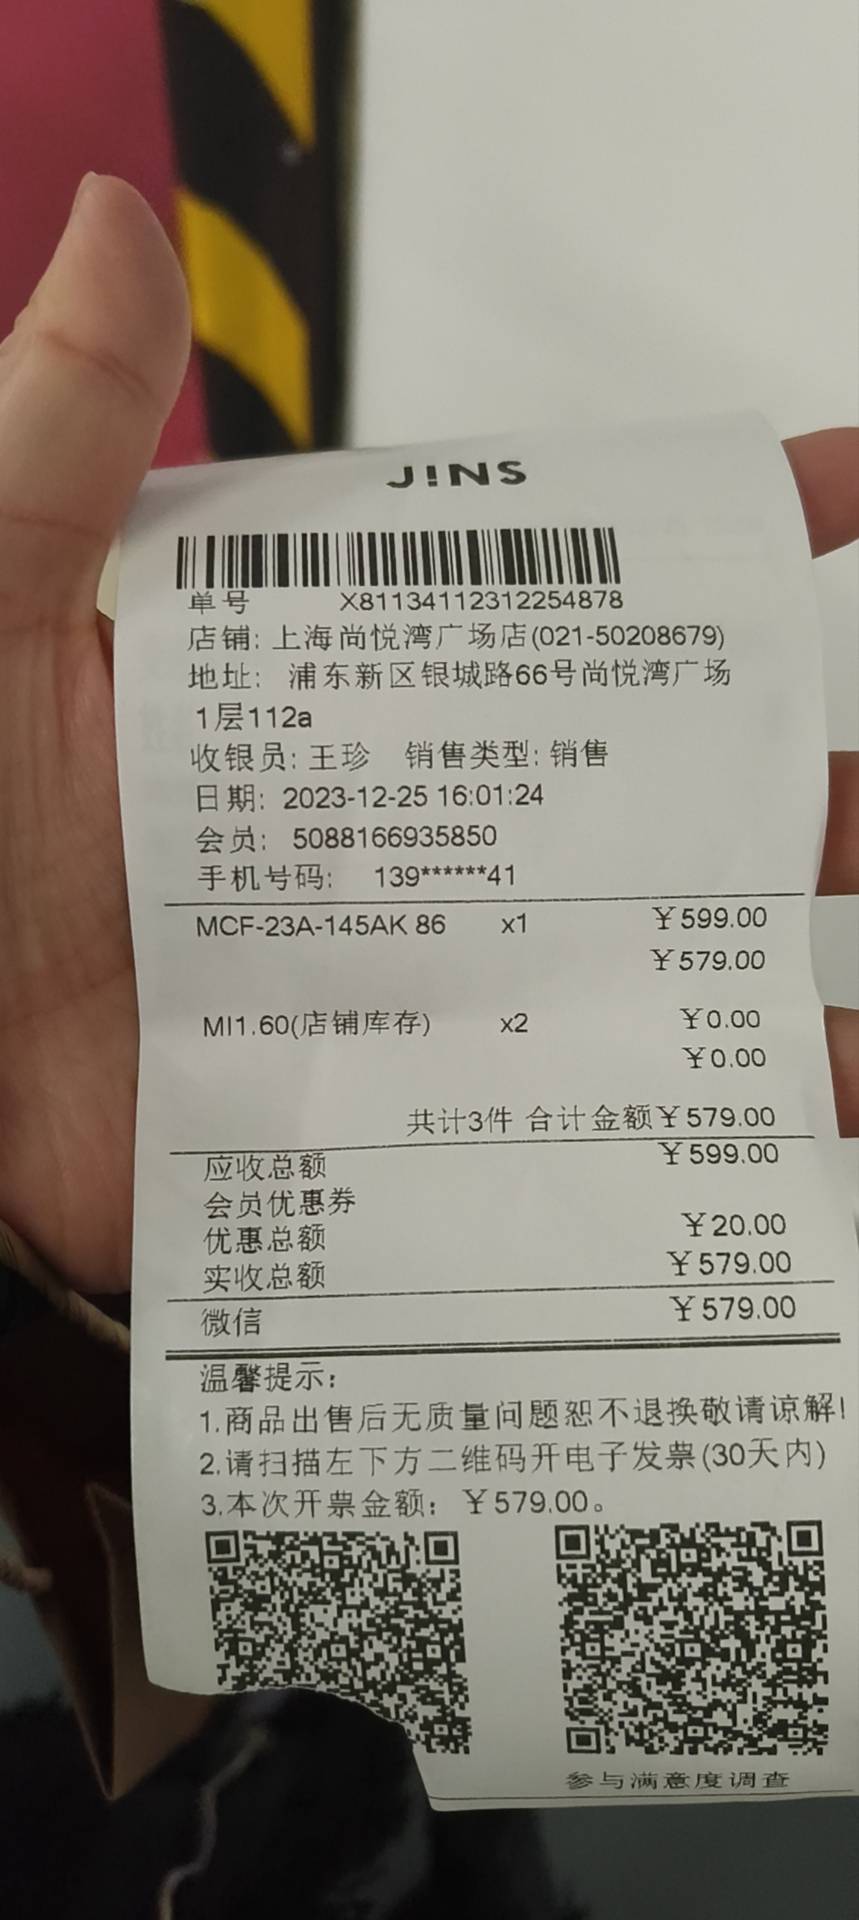 J!NS
单号 X81134112312254878
店铺: 上海尚悦湾广场店(021-50208679)
地址: 浦东新区银城路66号尚悦湾广场
1层112a
收银员: 王珍 销售类型: 销售
日期: 2023-12-25 16:01:24
会员: 5088166935850
手机号码: 139******41
MCF-23A-145AK 86 x1 ￥599.00
￥579.00
MI1.60(店铺库存) x2 ￥0.00
￥0.00
共计3件 合计金额￥579.00
应收总额 ￥599.00
会员优惠券
优惠总额 ￥20.00
实收总额 ￥579.00
微信 ￥579.00
温馨提示:
1.商品出售后无质量问题恕不退换敬请谅解!
2.请扫描左下方二维码开电子发票(30天内)
3.本次开票金额: ￥579.00。
参与满意度调查